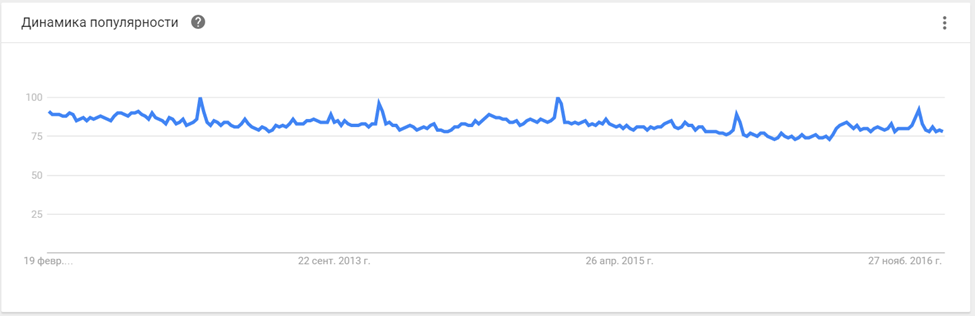 Динамика популярности ?
100
75
50
25
19 февр....
22 сент. 2013 г.
26 апр. 2015 г.
27 нояб. 2016 г.